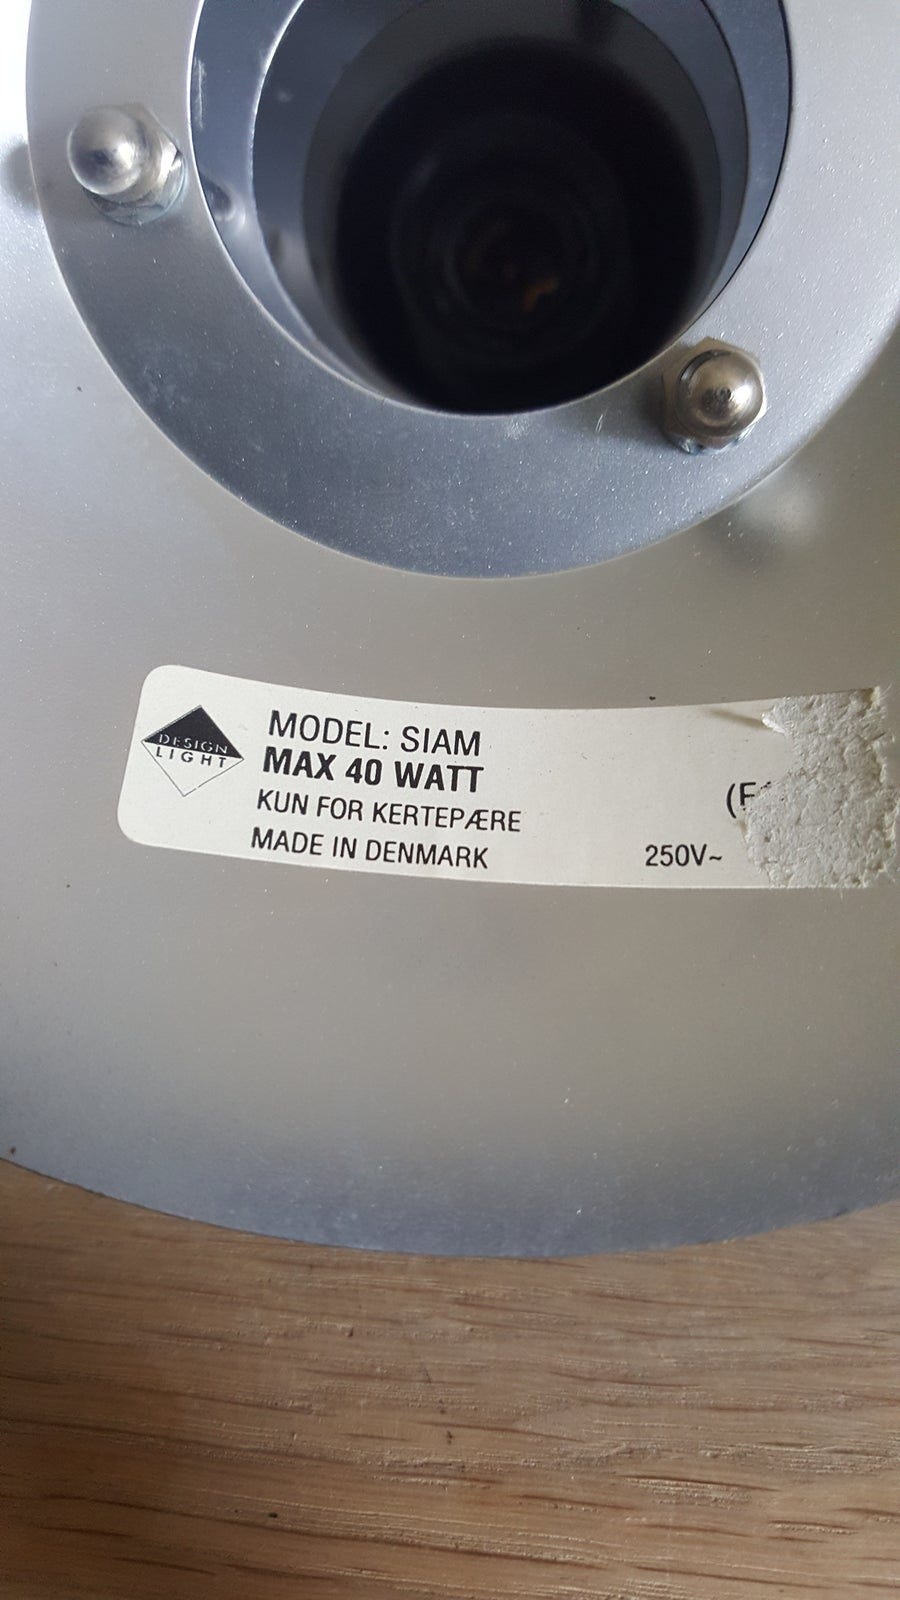 DESIGN
LIGHT
MODEL: SIAM
MAX 40 WATT
KUN FOR KERTEPÆRE
MADE IN DENMARK
250V~